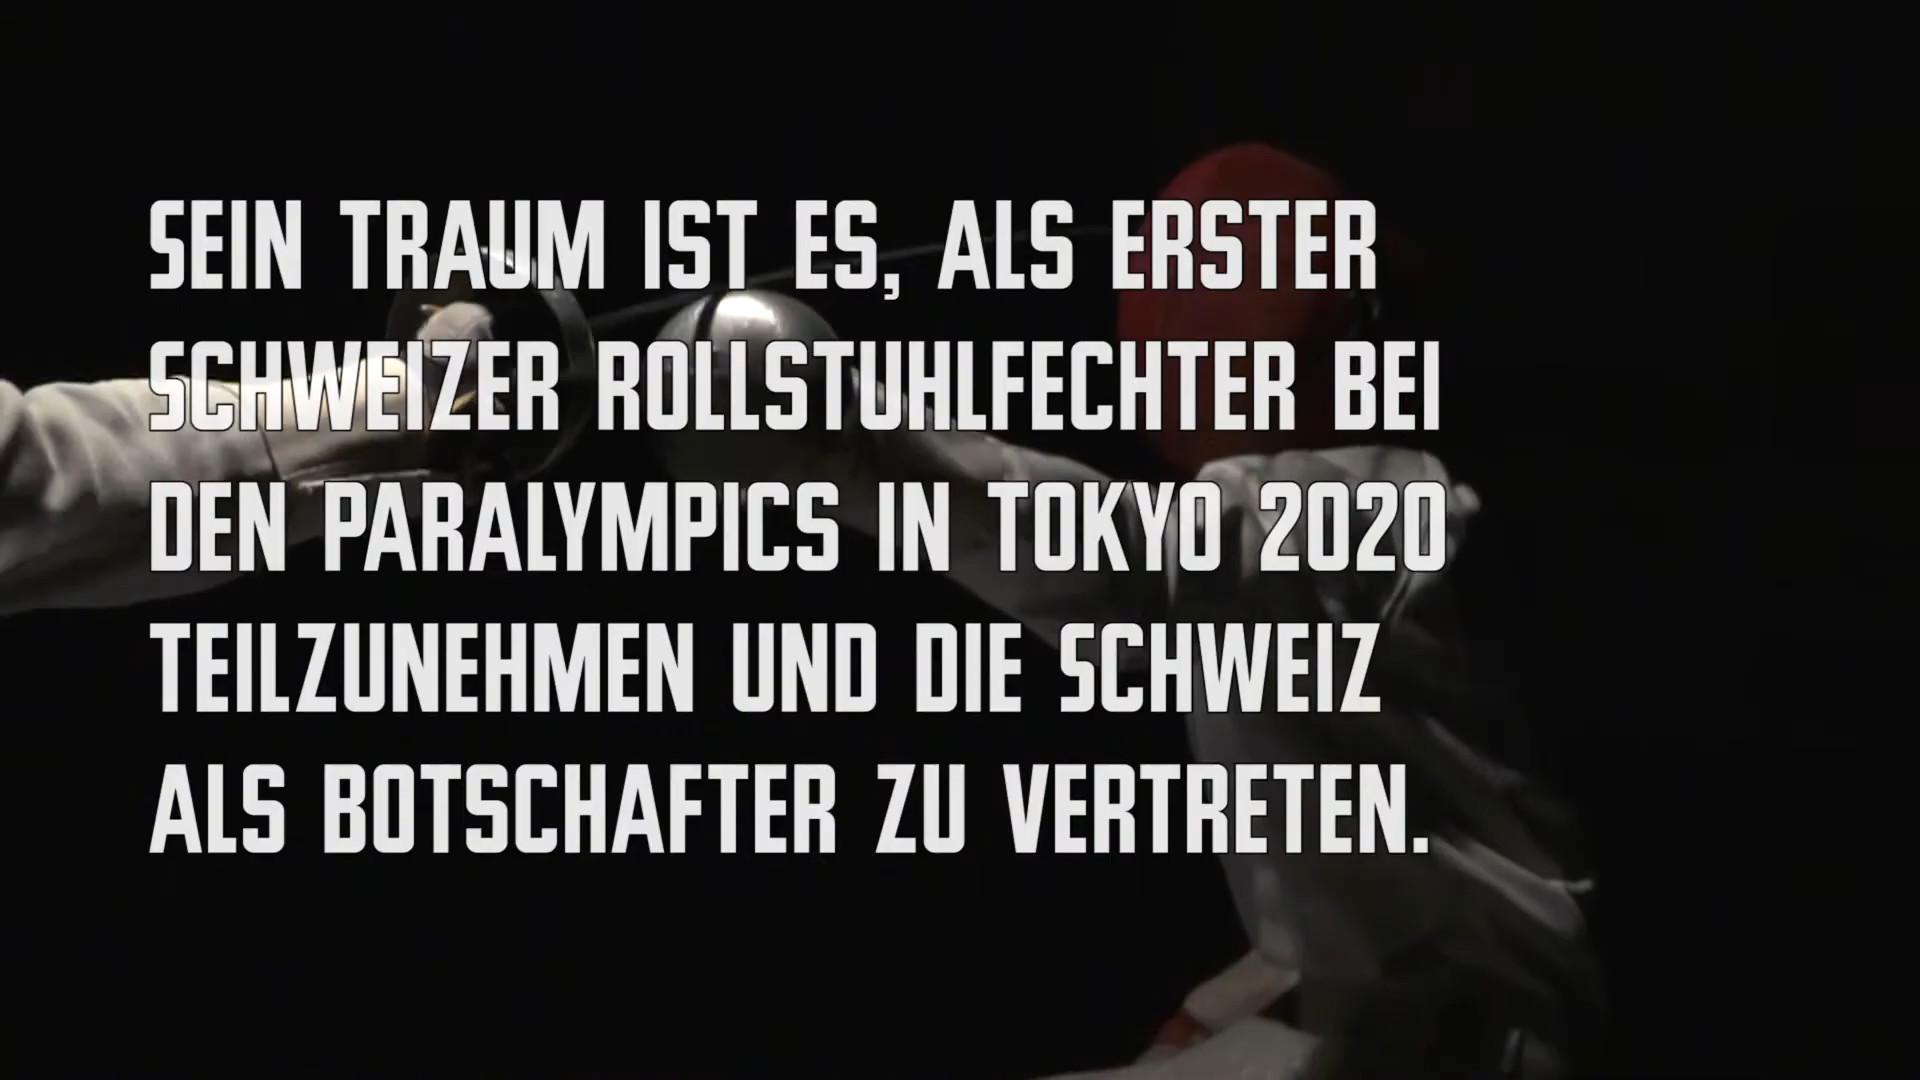 SEIN TRAUM IST ES, ALS ERSTER
SCHWEIZER ROLLSTUHLFECHTER BEI
DEN PARALYMPICS IN TOKYO 2020
TEILZUNEHMEN UND DIE SCHWEIZ
ALS BOTSCHAFTER ZU VERTRETEN.